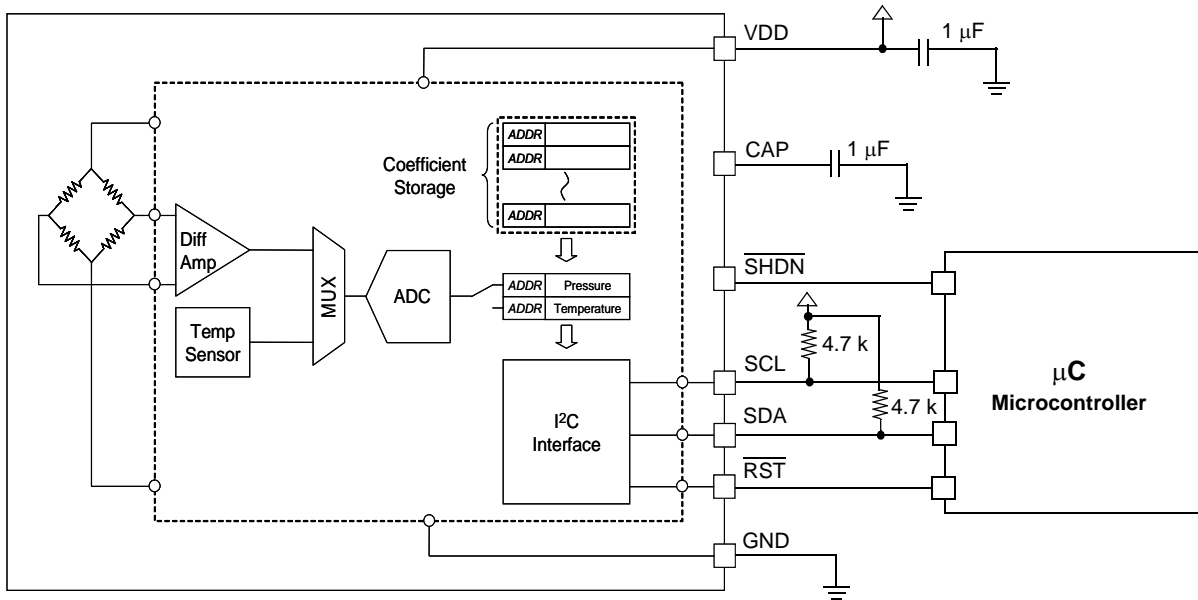 VDD
1 μF
CAP
1 μF
Coefficient
Storage
ADDR
ADDR
ADDR
Diff
Amp
MUX
ADC
ADDR Pressure
ADDR Temperature
Temp
Sensor
I²C
Interface
SHDN
SCL
SDA
RST
GND
4.7 k
4.7 k
μC
Microcontroller